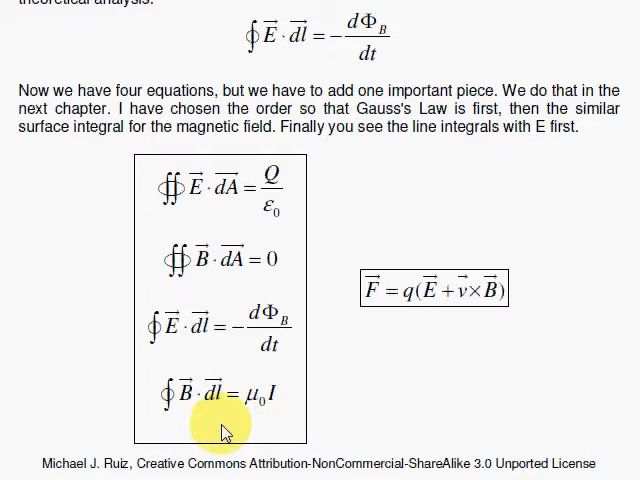 theoretical analysis.
∮ E⃗ · dl⃗ = − dΦ_B / dt
Now we have four equations, but we have to add one important piece. We do that in the
next chapter. I have chosen the order so that Gauss's Law is first, then the similar
surface integral for the magnetic field. Finally you see the line integrals with E first.
∯ E⃗ · dA⃗ = Q / ε₀
∯ B⃗ · dA⃗ = 0
F⃗ = q(E⃗ + v⃗ × B⃗)
∮ E⃗ · dl⃗ = − dΦ_B / dt
∮ B⃗ · dl⃗ = μ₀I
Michael J. Ruiz, Creative Commons Attribution-NonCommercial-ShareAlike 3.0 Unported License